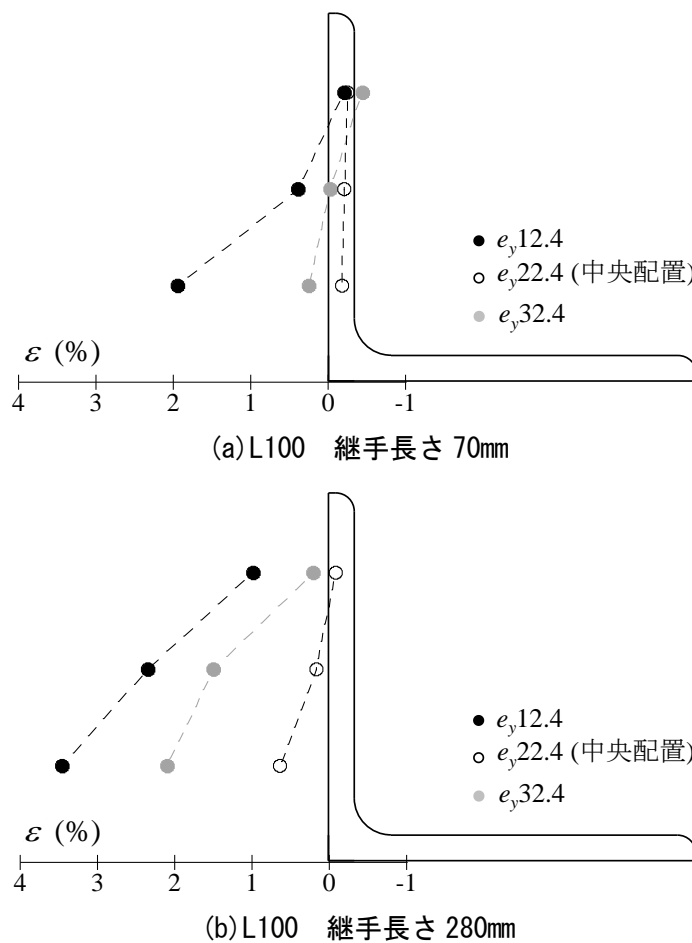 e_y12.4
e_y22.4 (中央配置)
e_y32.4
ε (%)
4 3 2 1 0 -1
(a)L100 継手長さ 70mm
e_y12.4
e_y22.4 (中央配置)
e_y32.4
ε (%)
4 3 2 1 0 -1
(b)L100 継手長さ 280mm